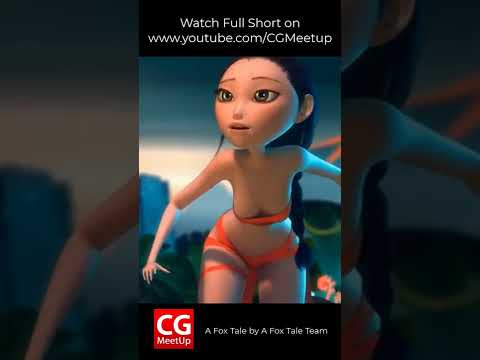 Watch Full Short on
www.youtube.com/CGMeetup
CG
MeetUp
A Fox Tale by A Fox Tale Team